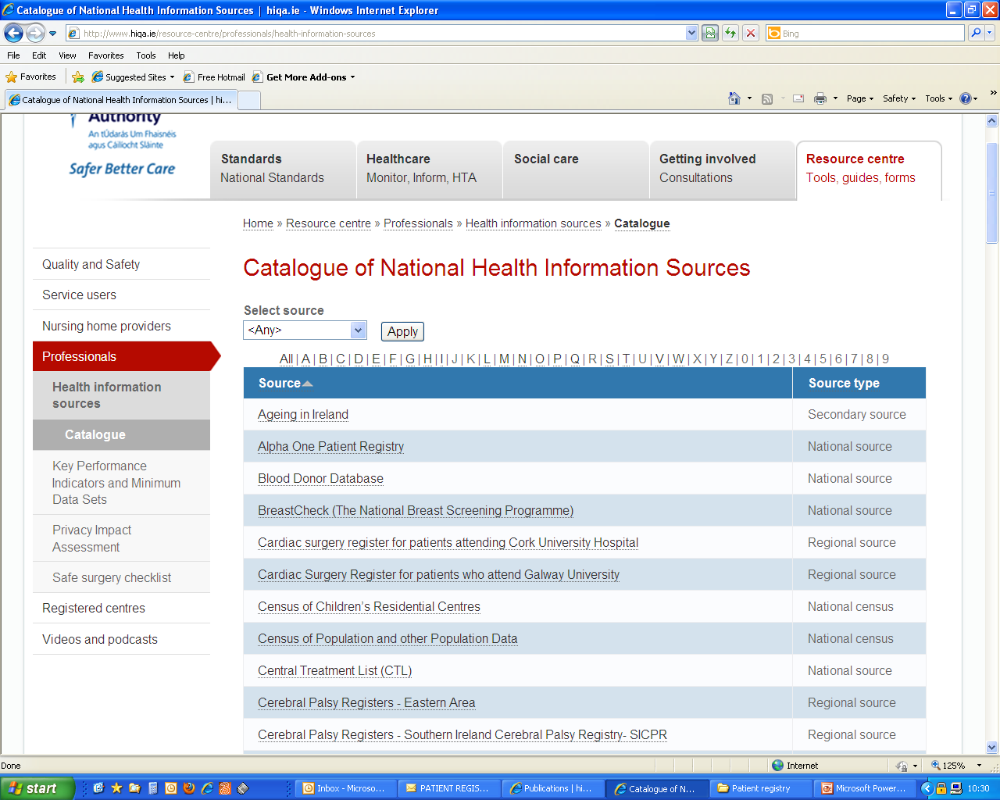 Catalogue of National Health Information Sources | hiqa.ie - Windows Internet Explorer
http://www.hiqa.ie/resource-centre/professionals/health-information-sources
Bing
File Edit View Favorites Tools Help
Favorites Suggested Sites Free Hotmail Get More Add-ons
Catalogue of National Health Information Sources | hi...
Page Safety Tools
Authority
An tÚdarás Um Fhaisnéis
agus Cáilíocht Sláinte
Safer Better Care
Standards
National Standards
Healthcare
Monitor, Inform, HTA
Social care
Getting involved
Consultations
Resource centre
Tools, guides, forms
Home » Resource centre » Professionals » Health information sources » Catalogue
Quality and Safety
Service users
Nursing home providers
Professionals
Health information
sources
Catalogue
Key Performance
Indicators and Minimum
Data Sets
Privacy Impact
Assessment
Safe surgery checklist
Registered centres
Videos and podcasts
Catalogue of National Health Information Sources
Select source
<Any> Apply
All | A | B | C | D | E | F | G | H | I | J | K | L | M | N | O | P | Q | R | S | T | U | V | W | X | Y | Z | 0 | 1 | 2 | 3 | 4 | 5 | 6 | 7 | 8 | 9
Source Source type
Ageing in Ireland Secondary source
Alpha One Patient Registry National source
Blood Donor Database National source
BreastCheck (The National Breast Screening Programme) National source
Cardiac surgery register for patients attending Cork University Hospital Regional source
Cardiac Surgery Register for patients who attend Galway University Regional source
Census of Children's Residential Centres National census
Census of Population and other Population Data National census
Central Treatment List (CTL) National source
Cerebral Palsy Registers - Eastern Area Regional source
Cerebral Palsy Registers - Southern Ireland Cerebral Palsy Registry- SICPR Regional source
Done Internet 125%
start Inbox - Microso... PATIENT REGIS... Publications | hi... Catalogue of N... Patient registry Microsoft Power... 10:30